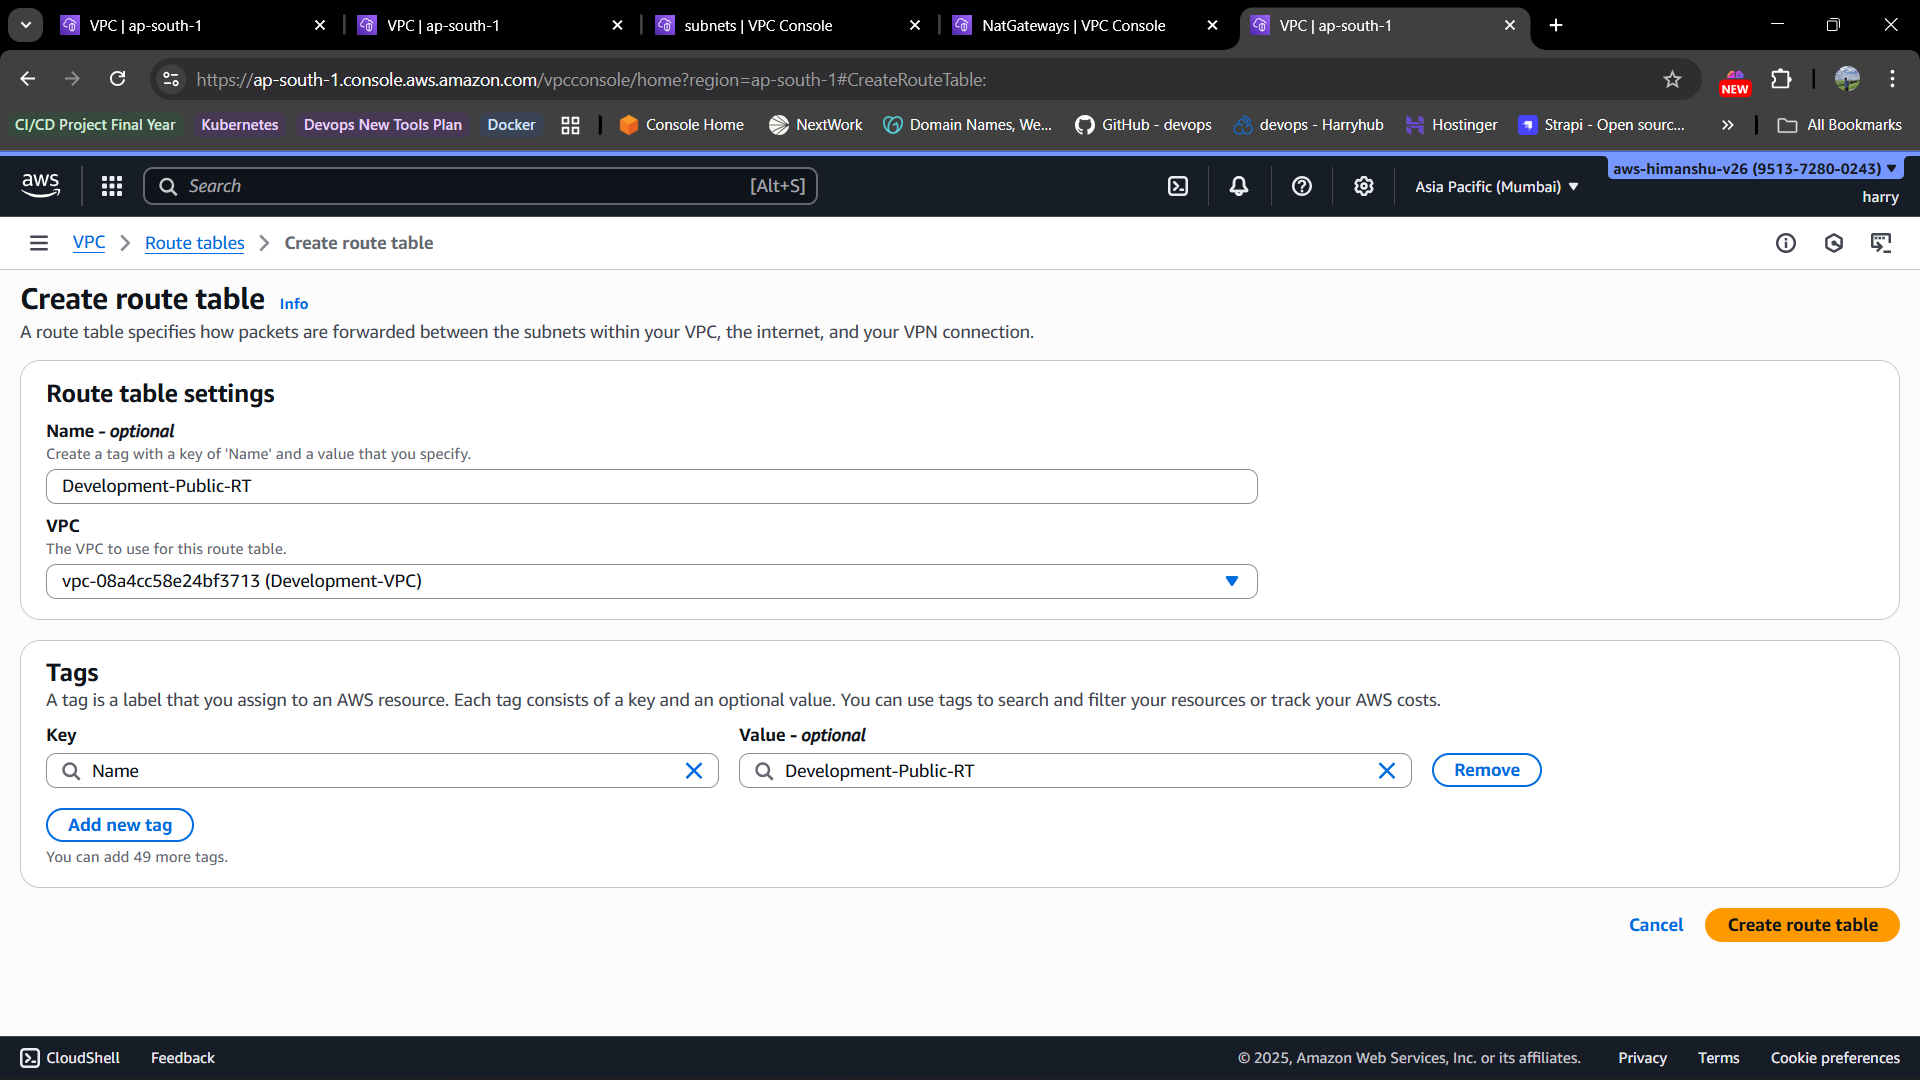 VPC | ap-south-1
VPC | ap-south-1
subnets | VPC Console
NatGateways | VPC Console
VPC | ap-south-1
https://ap-south-1.console.aws.amazon.com/vpcconsole/home?region=ap-south-1#CreateRouteTable:
NEW
CI/CD Project Final Year
Kubernetes
Devops New Tools Plan
Docker
Console Home
NextWork
Domain Names, We...
GitHub - devops
devops - Harryhub
Hostinger
Strapi - Open sourc...
All Bookmarks
aws
Search
[Alt+S]
Asia Pacific (Mumbai)
aws-himanshu-v26 (9513-7280-0243)
harry
VPC
Route tables
Create route table
Create route table
Info
A route table specifies how packets are forwarded between the subnets within your VPC, the internet, and your VPN connection.
Route table settings
Name - optional
Create a tag with a key of 'Name' and a value that you specify.
Development-Public-RT
VPC
The VPC to use for this route table.
vpc-08a4cc58e24bf3713 (Development-VPC)
Tags
A tag is a label that you assign to an AWS resource. Each tag consists of a key and an optional value. You can use tags to search and filter your resources or track your AWS costs.
Key
Value - optional
Name
Development-Public-RT
Remove
Add new tag
You can add 49 more tags.
Cancel
Create route table
CloudShell
Feedback
© 2025, Amazon Web Services, Inc. or its affiliates.
Privacy
Terms
Cookie preferences